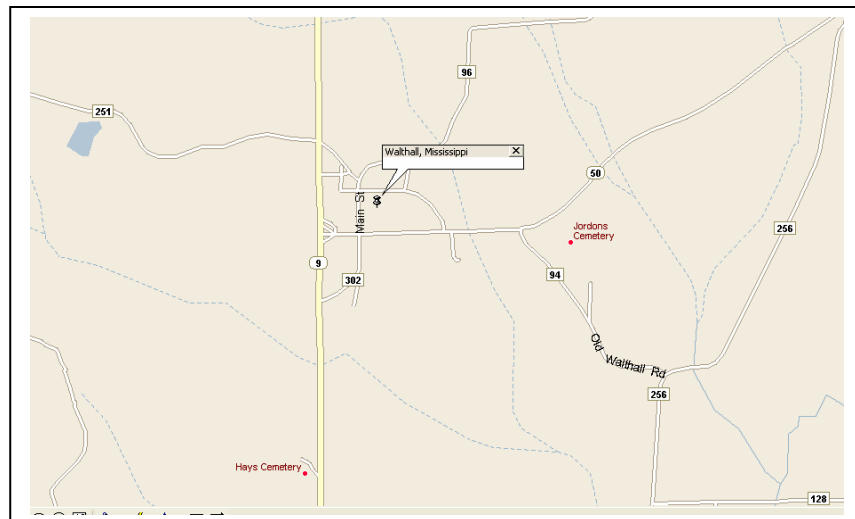 96
251
Walthall, Mississippi
50
Main St
Jordons
Cemetery
256
9
302
94
Old Walthall Rd
256
Hays Cemetery
128